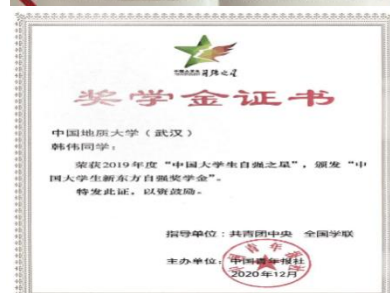 自强之星
奖学金证书
中国地质大学（武汉）
韩伟同学：
荣获2019年度“中国大学生自强之星”，颁发“中
国大学生新东方自强奖学金”。
特发此证，以资鼓励。
指导单位：共青团中央 全国学联
主办单位：中国青年报社
2020年12月